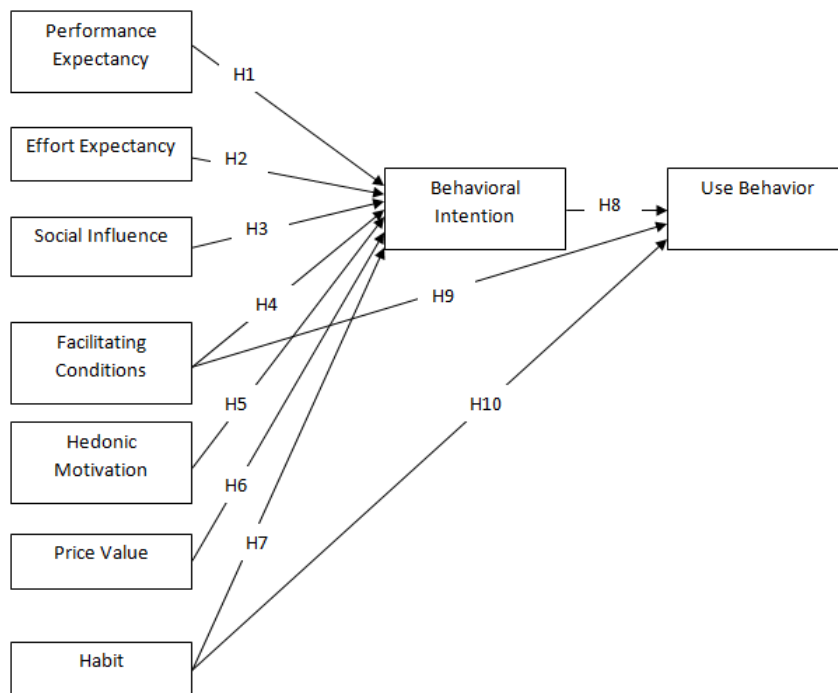 Performance
Expectancy
H1
Effort Expectancy
H2
Behavioral
Intention
H8
Use Behavior
Social Influence
H3
H4
H9
Facilitating
Conditions
H5
H10
Hedonic
Motivation
H6
Price Value
H7
Habit